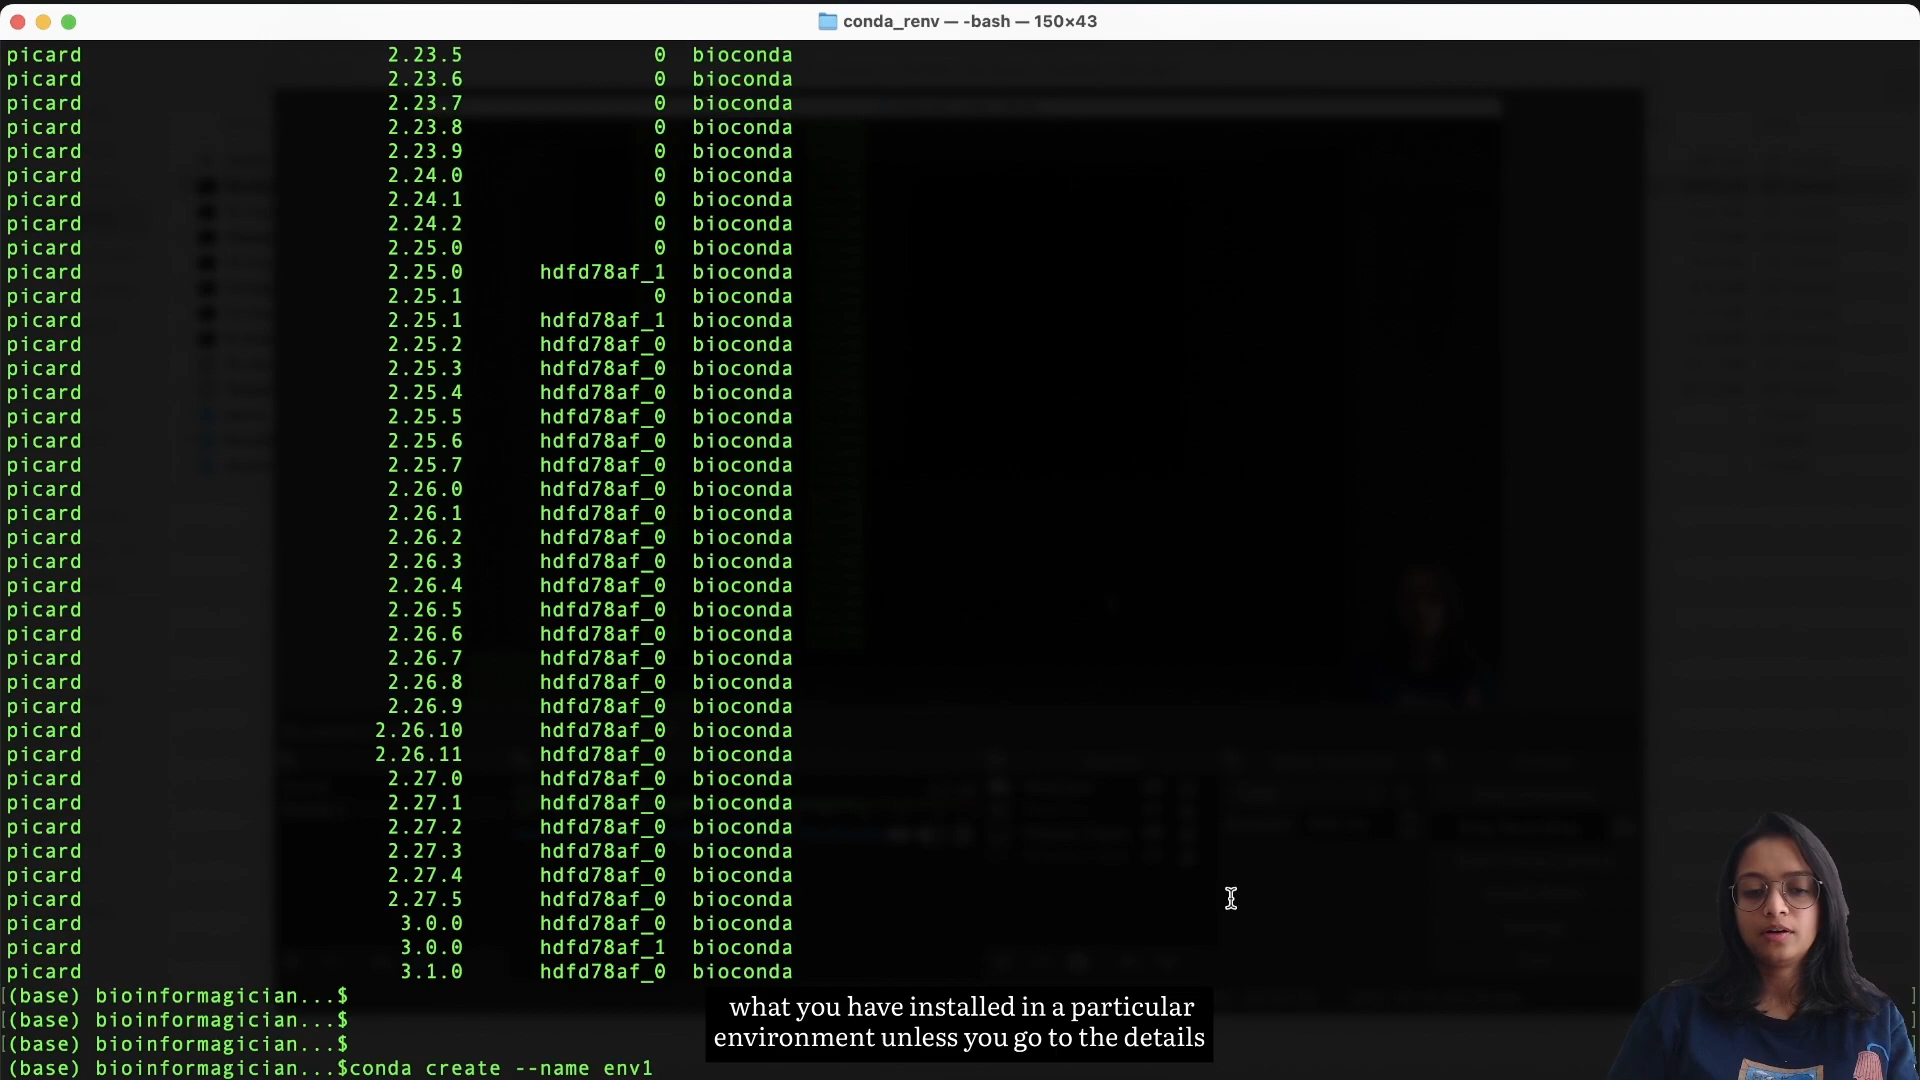 conda_renv — -bash — 150×43
picard 2.23.5 0 bioconda
picard 2.23.6 0 bioconda
picard 2.23.7 0 bioconda
picard 2.23.8 0 bioconda
picard 2.23.9 0 bioconda
picard 2.24.0 0 bioconda
picard 2.24.1 0 bioconda
picard 2.24.2 0 bioconda
picard 2.25.0 0 bioconda
picard 2.25.0 hdfd78af_1 bioconda
picard 2.25.1 0 bioconda
picard 2.25.1 hdfd78af_1 bioconda
picard 2.25.2 hdfd78af_0 bioconda
picard 2.25.3 hdfd78af_0 bioconda
picard 2.25.4 hdfd78af_0 bioconda
picard 2.25.5 hdfd78af_0 bioconda
picard 2.25.6 hdfd78af_0 bioconda
picard 2.25.7 hdfd78af_0 bioconda
picard 2.26.0 hdfd78af_0 bioconda
picard 2.26.1 hdfd78af_0 bioconda
picard 2.26.2 hdfd78af_0 bioconda
picard 2.26.3 hdfd78af_0 bioconda
picard 2.26.4 hdfd78af_0 bioconda
picard 2.26.5 hdfd78af_0 bioconda
picard 2.26.6 hdfd78af_0 bioconda
picard 2.26.7 hdfd78af_0 bioconda
picard 2.26.8 hdfd78af_0 bioconda
picard 2.26.9 hdfd78af_0 bioconda
picard 2.26.10 hdfd78af_0 bioconda
picard 2.26.11 hdfd78af_0 bioconda
picard 2.27.0 hdfd78af_0 bioconda
picard 2.27.1 hdfd78af_0 bioconda
picard 2.27.2 hdfd78af_0 bioconda
picard 2.27.3 hdfd78af_0 bioconda
picard 2.27.4 hdfd78af_0 bioconda
picard 2.27.5 hdfd78af_0 bioconda
picard 3.0.0 hdfd78af_0 bioconda
picard 3.0.0 hdfd78af_1 bioconda
picard 3.1.0 hdfd78af_0 bioconda
[(base) bioinformagician...$ ]
[(base) bioinformagician...$ ]
[(base) bioinformagician...$ ]
(base) bioinformagician...$conda create --name env1
what you have installed in a particular
environment unless you go to the details